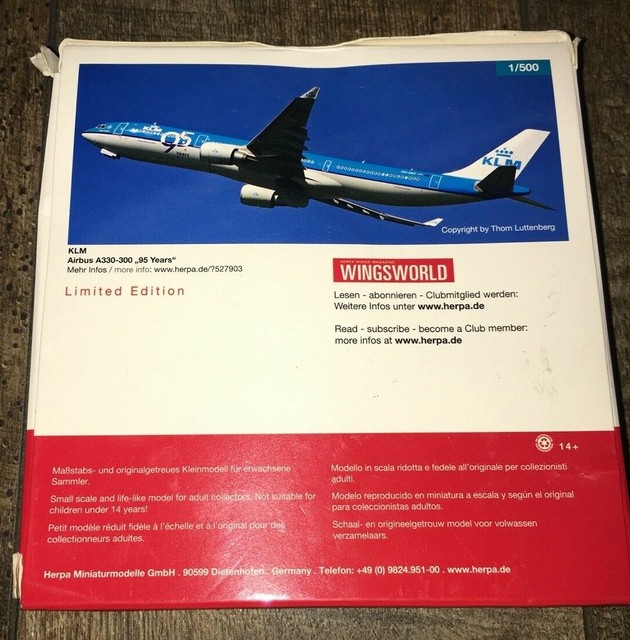 1/500
KLM
95
years
KLM
Copyright by Thom Luttenberg
KLM
Airbus A330-300 „95 Years“
Mehr Infos / more info: www.herpa.de/?527903
Limited Edition
HERPA WINGS MAGAZINE
WINGSWORLD
Lesen - abonnieren - Clubmitglied werden:
Weitere Infos unter www.herpa.de
Read - subscribe - become a Club member:
more infos at www.herpa.de
14+
Maßstabs- und originalgetreues Kleinmodell für erwachsene
Sammler.
Small scale and life-like model for adult collectors. Not suitable for
children under 14 years!
Petit modèle réduit fidèle à l'échelle et à l'original pour des
collectionneurs adultes.
Modello in scala ridotta e fedele all'originale per collezionisti
adulti.
Modelo reproducido en miniatura a escala y según el original
para coleccionistas adultos.
Schaal- en origineelgetrouw model voor volwassen
verzamelaars.
Herpa Miniaturmodelle GmbH . 90599 Dietenhofen. Germany . Telefon: +49 (0) 9824.951-00 . www.herpa.de